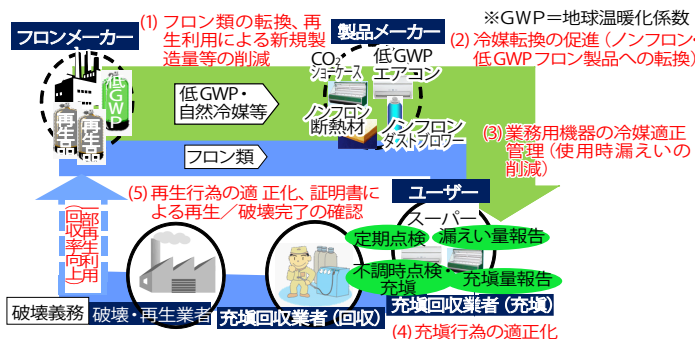 ※GWP=地球温暖化係数
フロンメーカー
(1) フロン類の転換、再
生利用による新規製
造量等の削減
製品メーカー
(2) 冷媒転換の促進(ノンフロン・
低GWPフロン製品への転換)
低GWP
再生品
再生品
低GWP・
自然冷媒等
CO₂
ショーケース
低GWP
エアコン
ノンフロン
断熱材
ノンフロン
ダストブロワー
フロン類
(3) 業務用機器の冷媒適正
管理(使用時漏えいの
削減)
(5) 再生行為の適 正化、証明書に
よる再生/破壊完了の確認
ユーザー
スーパー
定期点検
漏えい量報告
不調時点検
充塡
充塡量報告
一部再生利用
(回収率向上)
破壊義務
破壊・再生業者
充塡回収業者(回収)
充塡回収業者(充塡)
(4) 充塡行為の適正化